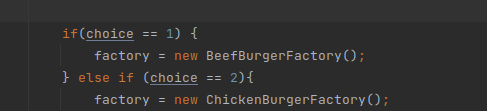 if(choice == 1) {
factory = new BeefBurgerFactory();
} else if (choice == 2){
factory = new ChickenBurgerFactory();